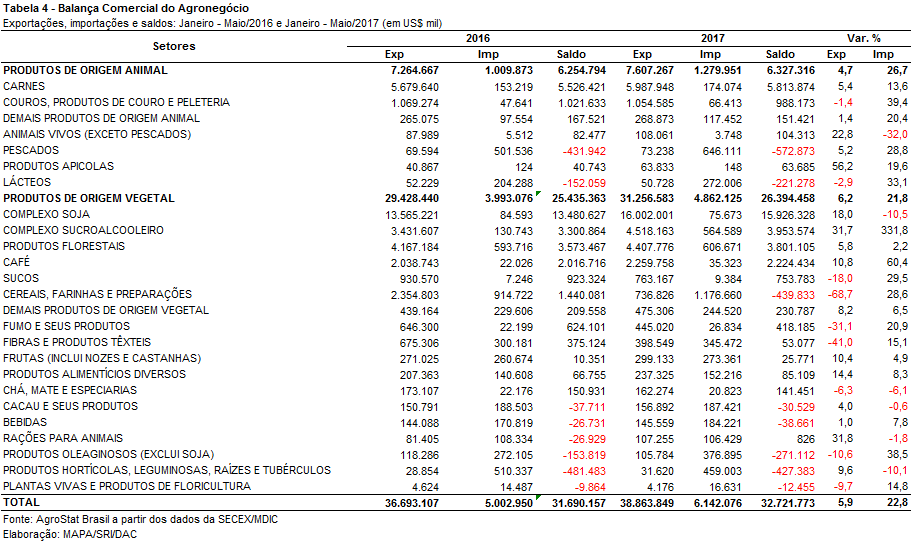 Tabela 4 - Balança Comercial do Agronegócio
Exportações, importações e saldos: Janeiro - Maio/2016 e Janeiro - Maio/2017 (em US$ mil)
Setores 2016 2017 Var. %
Exp Imp Saldo Exp Imp Saldo Exp Imp
PRODUTOS DE ORIGEM ANIMAL 7.264.667 1.009.873 6.254.794 7.607.267 1.279.951 6.327.316 4,7 26,7
CARNES 5.679.640 153.219 5.526.421 5.987.948 174.074 5.813.874 5,4 13,6
COUROS, PRODUTOS DE COURO E PELETERIA 1.069.274 47.641 1.021.633 1.054.585 66.413 988.173 -1,4 39,4
DEMAIS PRODUTOS DE ORIGEM ANIMAL 265.075 97.554 167.521 268.873 117.452 151.421 1,4 20,4
ANIMAIS VIVOS (EXCETO PESCADOS) 87.989 5.512 82.477 108.061 3.748 104.313 22,8 -32,0
PESCADOS 69.594 501.536 -431.942 73.238 646.111 -572.873 5,2 28,8
PRODUTOS APICOLAS 40.867 124 40.743 63.833 148 63.685 56,2 19,6
LÁCTEOS 52.229 204.288 -152.059 50.728 272.006 -221.278 -2,9 33,1
PRODUTOS DE ORIGEM VEGETAL 29.428.440 3.993.076 25.435.363 31.256.583 4.862.125 26.394.458 6,2 21,8
COMPLEXO SOJA 13.565.221 84.593 13.480.627 16.002.001 75.673 15.926.328 18,0 -10,5
COMPLEXO SUCROALCOOLEIRO 3.431.607 130.743 3.300.864 4.518.163 564.589 3.953.574 31,7 331,8
PRODUTOS FLORESTAIS 4.167.184 593.716 3.573.467 4.407.776 606.671 3.801.105 5,8 2,2
CAFÉ 2.038.743 22.026 2.016.716 2.259.758 35.323 2.224.434 10,8 60,4
SUCOS 930.570 7.246 923.324 763.167 9.384 753.783 -18,0 29,5
CEREAIS, FARINHAS E PREPARAÇÕES 2.354.803 914.722 1.440.081 736.826 1.176.660 -439.833 -68,7 28,6
DEMAIS PRODUTOS DE ORIGEM VEGETAL 439.164 229.606 209.558 475.306 244.520 230.787 8,2 6,5
FUMO E SEUS PRODUTOS 646.300 22.199 624.101 445.020 26.834 418.185 -31,1 20,9
FIBRAS E PRODUTOS TÊXTEIS 675.306 300.181 375.124 398.549 345.472 53.077 -41,0 15,1
FRUTAS (INCLUI NOZES E CASTANHAS) 271.025 260.674 10.351 299.133 273.361 25.771 10,4 4,9
PRODUTOS ALIMENTÍCIOS DIVERSOS 207.363 140.608 66.755 237.325 152.216 85.109 14,4 8,3
CHÁ, MATE E ESPECIARIAS 173.107 22.176 150.931 162.274 20.823 141.451 -6,3 -6,1
CACAU E SEUS PRODUTOS 150.791 188.503 -37.711 156.892 187.421 -30.529 4,0 -0,6
BEBIDAS 144.088 170.819 -26.731 145.559 184.221 -38.661 1,0 7,8
RAÇÕES PARA ANIMAIS 81.405 108.334 -26.929 107.255 106.429 826 31,8 -1,8
PRODUTOS OLEAGINOSOS (EXCLUI SOJA) 118.286 272.105 -153.819 105.784 376.895 -271.112 -10,6 38,5
PRODUTOS HORTÍCOLAS, LEGUMINOSAS, RAÍZES E TUBÉRCULOS 28.854 510.337 -481.483 31.620 459.003 -427.383 9,6 -10,1
PLANTAS VIVAS E PRODUTOS DE FLORICULTURA 4.624 14.487 -9.864 4.176 16.631 -12.455 -9,7 14,8
TOTAL 36.693.107 5.002.950 31.690.157 38.863.849 6.142.076 32.721.773 5,9 22,8
Fonte: AgroStat Brasil a partir dos dados da SECEX/MDIC
Elaboração: MAPA/SRI/DAC